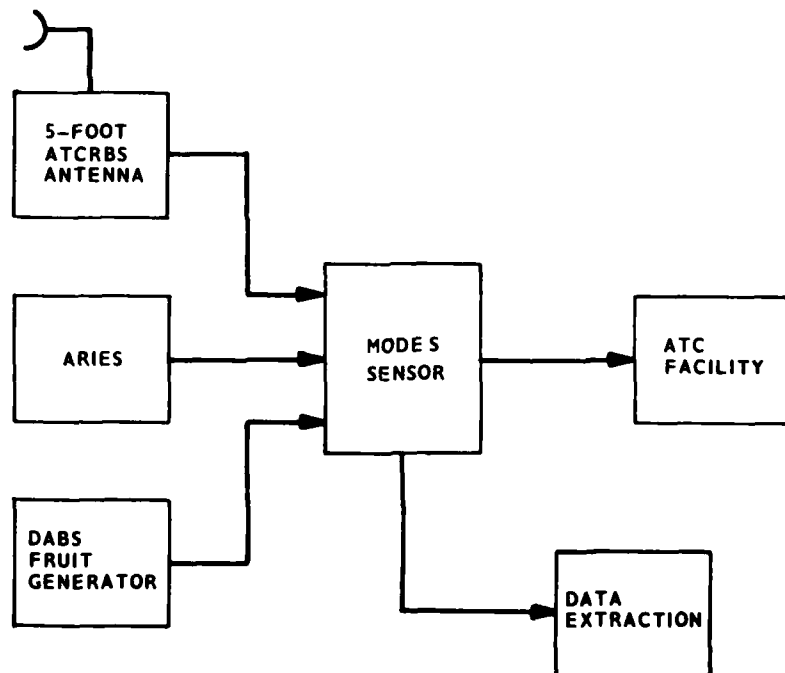 5-FOOT
ATCRBS
ANTENNA
ARIES
MODE S
SENSOR
ATC
FACILITY
DABS
FRUIT
GENERATOR
DATA
EXTRACTION